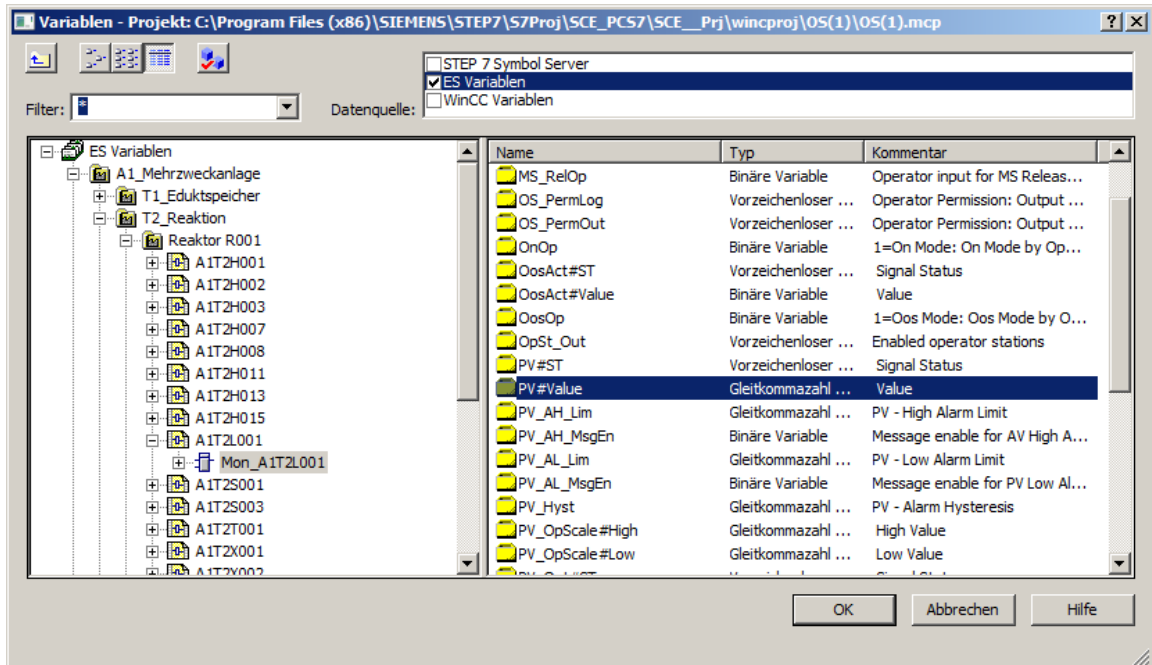 Variablen - Projekt: C:\Program Files (x86)\SIEMENS\STEP7\S7Proj\SCE_PCS7\SCE__Prj\wincproj\OS(1)\OS(1).mcp
STEP 7 Symbol Server
ES Variablen
WinCC Variablen
Filter: *
Datenquelle:
ES Variablen
A1_Mehrzweckanlage
T1_Eduktspeicher
T2_Reaktion
Reaktor R001
A1T2H001
A1T2H002
A1T2H003
A1T2H007
A1T2H008
A1T2H011
A1T2H013
A1T2H015
A1T2L001
Mon_A1T2L001
A1T2S001
A1T2S003
A1T2T001
A1T2X001
A1T2X002
Name Typ Kommentar
MS_RelOp Binäre Variable Operator input for MS Releas...
OS_PermLog Vorzeichenloser ... Operator Permission: Output ...
OS_PermOut Vorzeichenloser ... Operator Permission: Output ...
OnOp Binäre Variable 1=On Mode: On Mode by Op...
OosAct#ST Vorzeichenloser ... Signal Status
OosAct#Value Binäre Variable Value
OosOp Binäre Variable 1=Oos Mode: Oos Mode by O...
OpSt_Out Vorzeichenloser ... Enabled operator stations
PV#ST Vorzeichenloser ... Signal Status
PV#Value Gleitkommazahl ... Value
PV_AH_Lim Gleitkommazahl ... PV - High Alarm Limit
PV_AH_MsgEn Binäre Variable Message enable for AV High A...
PV_AL_Lim Gleitkommazahl ... PV - Low Alarm Limit
PV_AL_MsgEn Binäre Variable Message enable for PV Low Al...
PV_Hyst Gleitkommazahl ... PV - Alarm Hysteresis
PV_OpScale#High Gleitkommazahl ... High Value
PV_OpScale#Low Gleitkommazahl ... Low Value
OK Abbrechen Hilfe